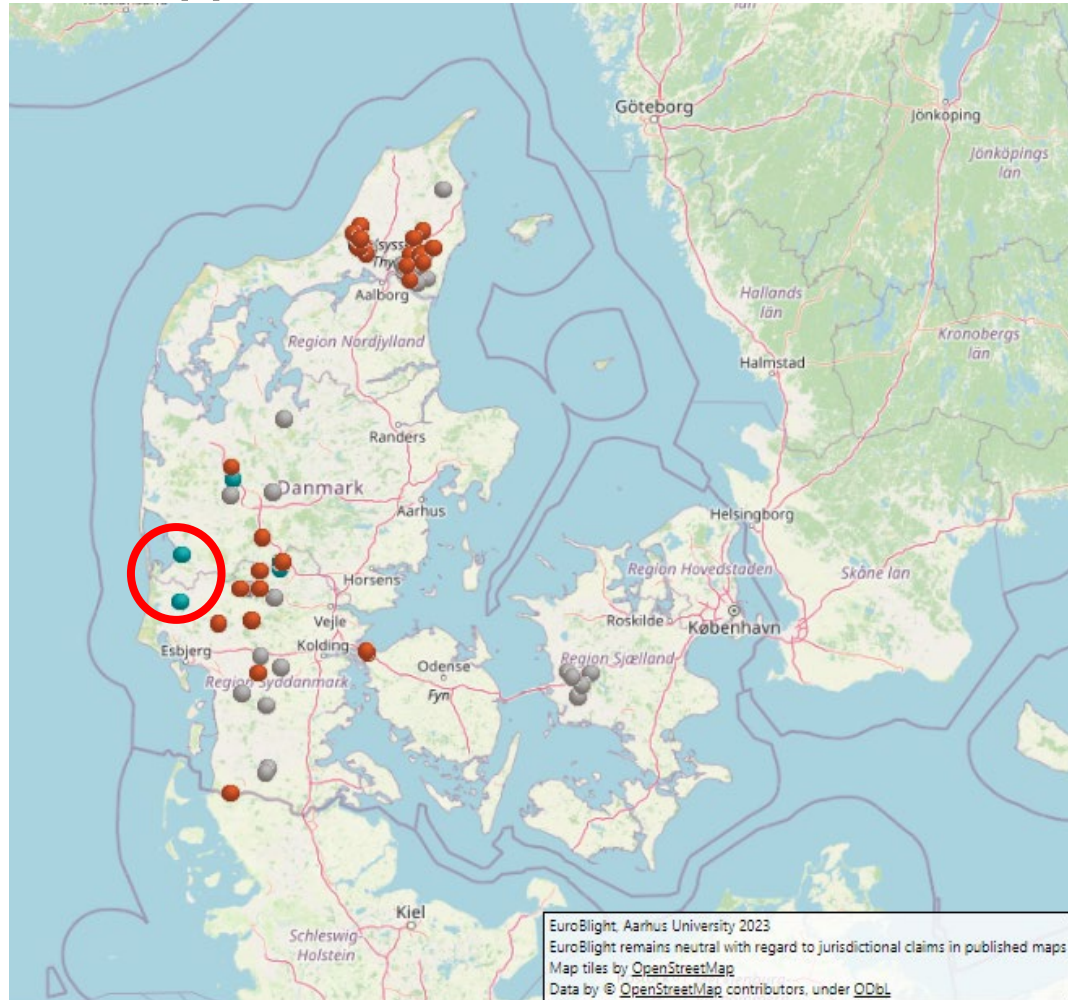 Göteborg
Jönköping
Jönköpings
län
Aalborg
Hallands
län
Kronobergs
län
Region Nordjylland
Halmstad
Randers
Danmark
Aarhus
Helsingborg
Horsens
Region Hovedstaden
Skåne län
Vejle
Roskilde
København
Esbjerg
Kolding
Odense
Region Sjælland
Region Syddanmark
Fyn
Kiel
Schleswig-
Holstein
EuroBlight, Aarhus University 2023
EuroBlight remains neutral with regard to jurisdictional claims in published maps
Map tiles by OpenStreetMap
Data by © OpenStreetMap contributors, under ODbL